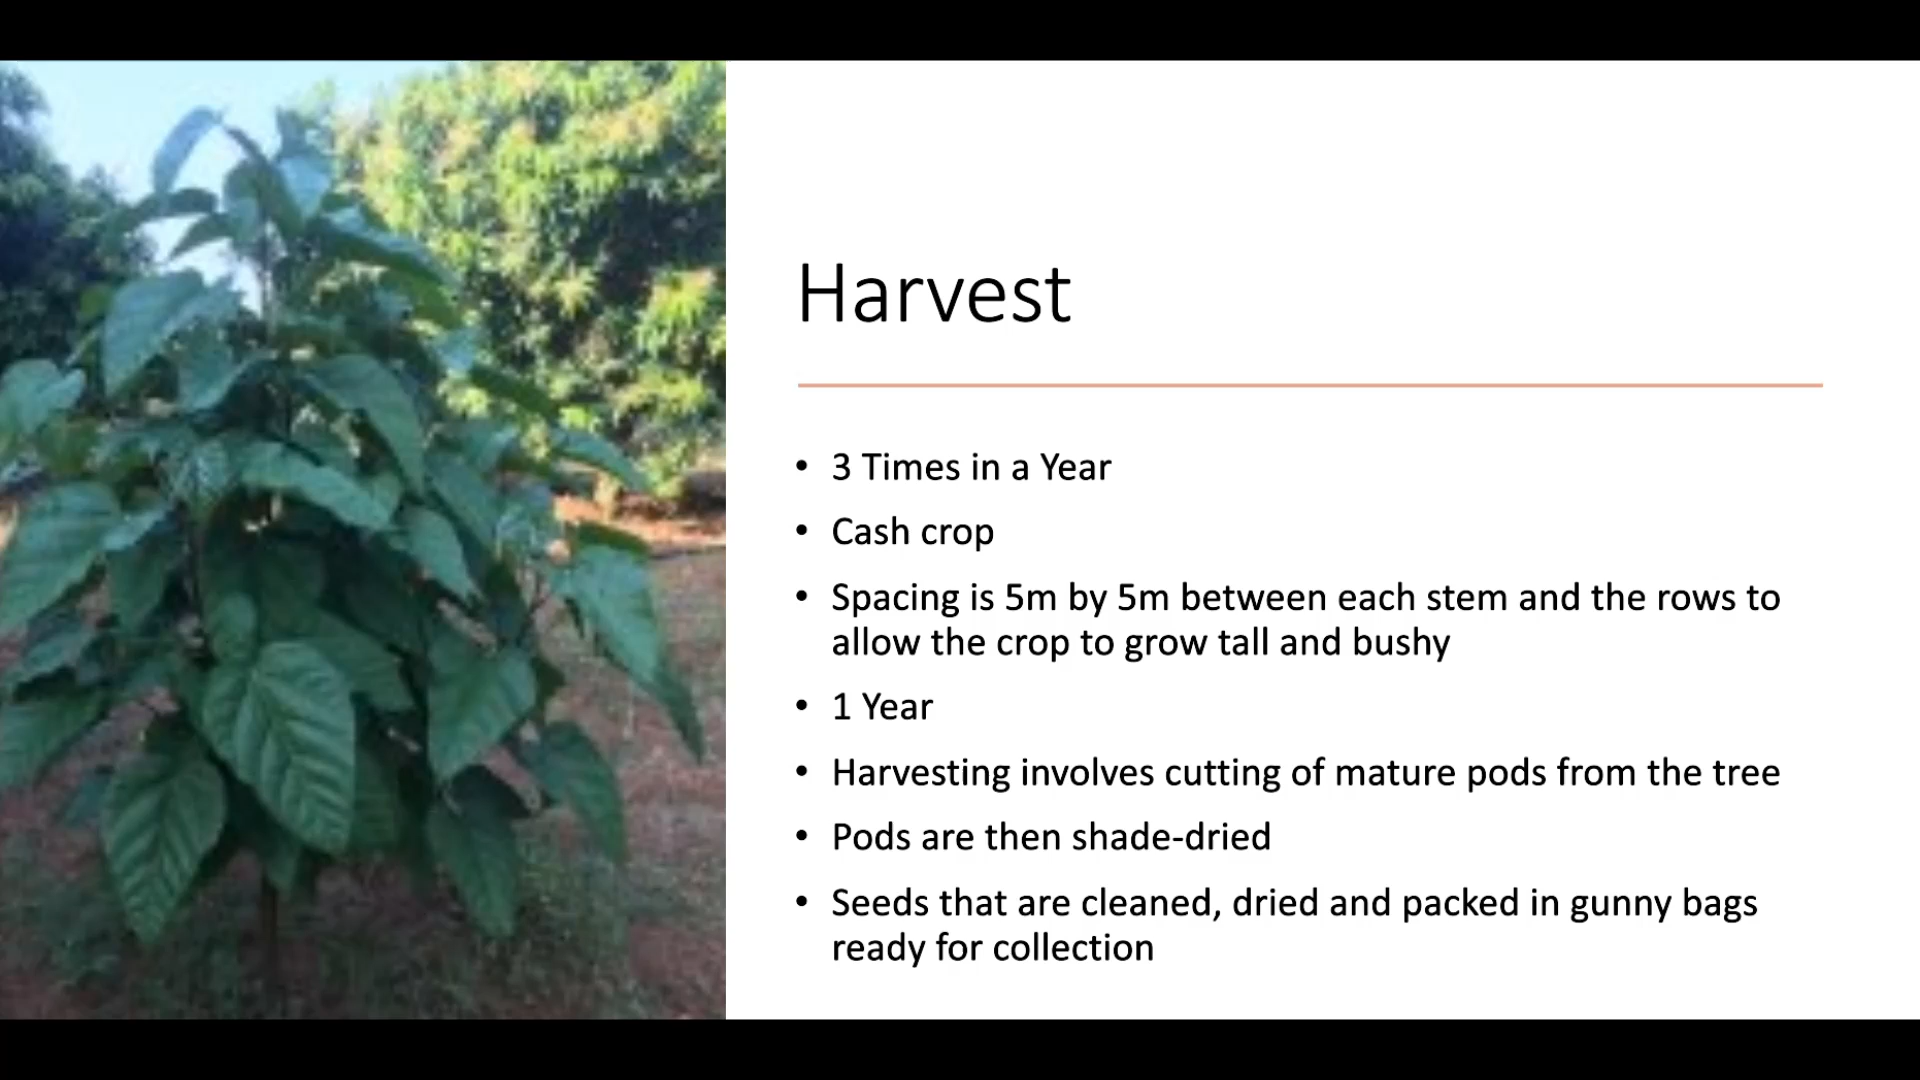 Harvest
• 3 Times in a Year
• Cash crop
• Spacing is 5m by 5m between each stem and the rows to
allow the crop to grow tall and bushy
• 1 Year
• Harvesting involves cutting of mature pods from the tree
• Pods are then shade-dried
• Seeds that are cleaned, dried and packed in gunny bags
ready for collection